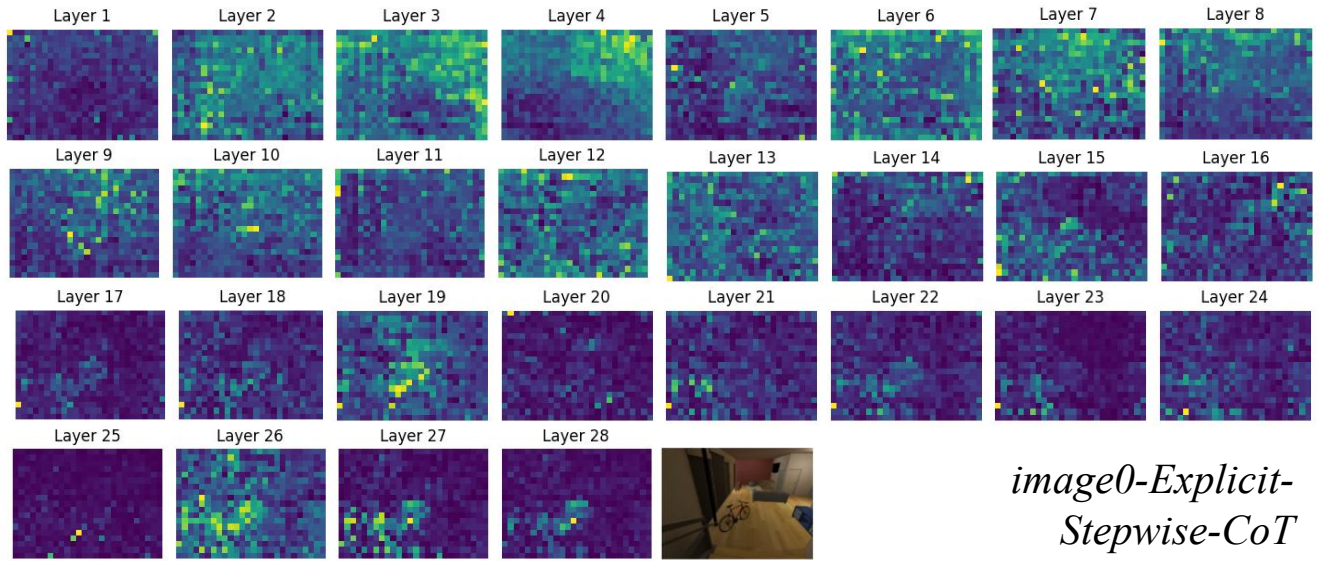 Layer 1 Layer 2 Layer 3 Layer 4 Layer 5 Layer 6 Layer 7 Layer 8
Layer 9 Layer 10 Layer 11 Layer 12 Layer 13 Layer 14 Layer 15 Layer 16
Layer 17 Layer 18 Layer 19 Layer 20 Layer 21 Layer 22 Layer 23 Layer 24
Layer 25 Layer 26 Layer 27 Layer 28
image0-Explicit-
Stepwise-CoT